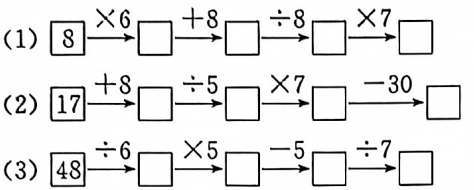 (1) 8 ×6 +8 ÷8 ×7
(2) 17 +8 ÷5 ×7 −30
(3) 48 ÷6 ×5 −5 ÷7